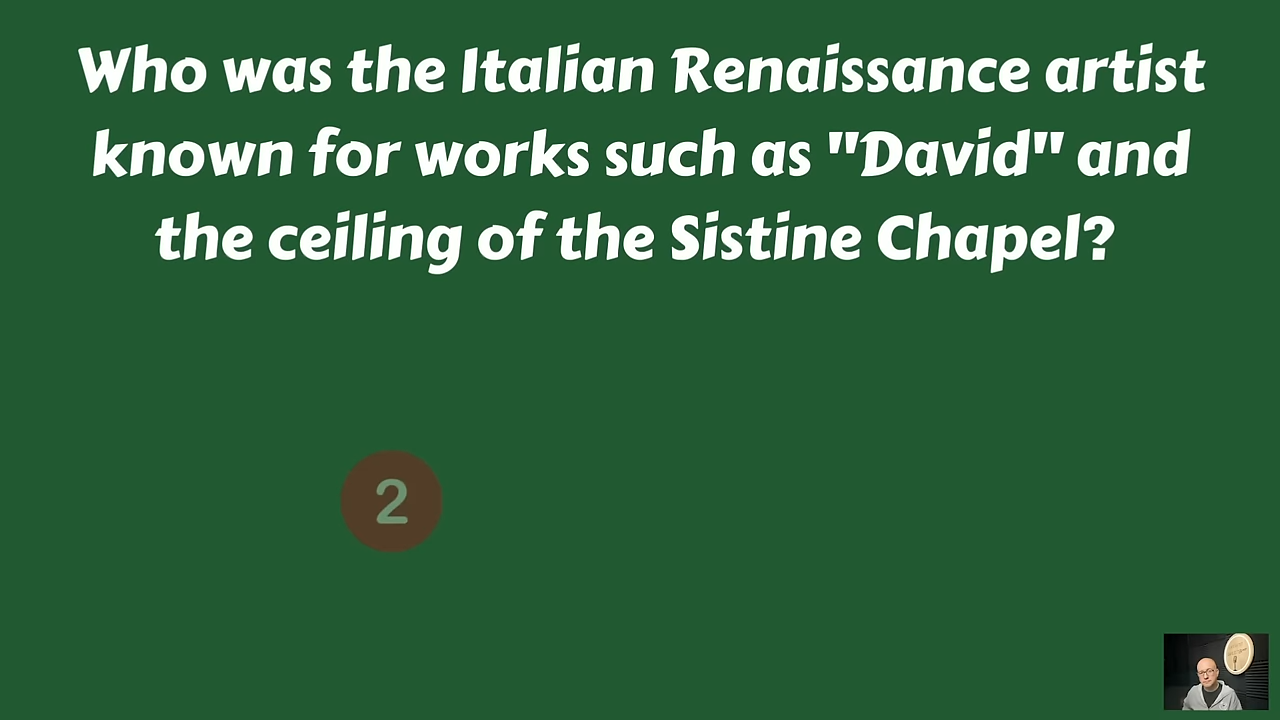 Who was the Italian Renaissance artist
known for works such as "David" and
the ceiling of the Sistine Chapel?
2